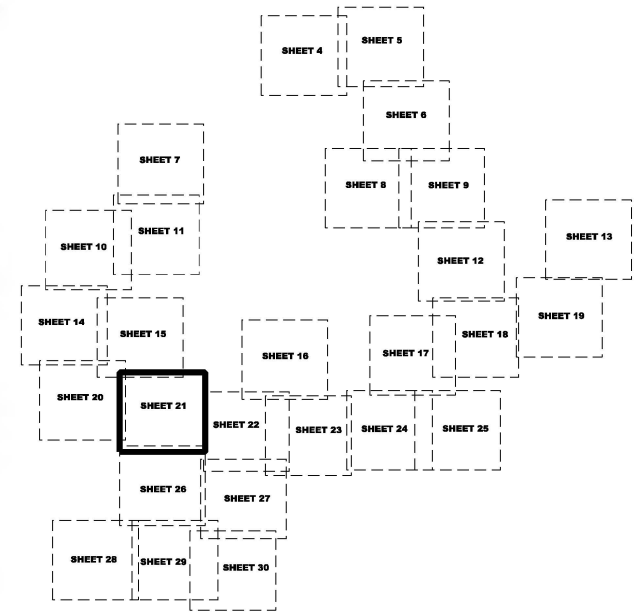 SHEET 4
SHEET 5
SHEET 6
SHEET 7
SHEET 8
SHEET 9
SHEET 10
SHEET 11
SHEET 12
SHEET 13
SHEET 14
SHEET 15
SHEET 16
SHEET 17
SHEET 18
SHEET 19
SHEET 20
SHEET 21
SHEET 22
SHEET 23
SHEET 24
SHEET 25
SHEET 26
SHEET 27
SHEET 28
SHEET 29
SHEET 30